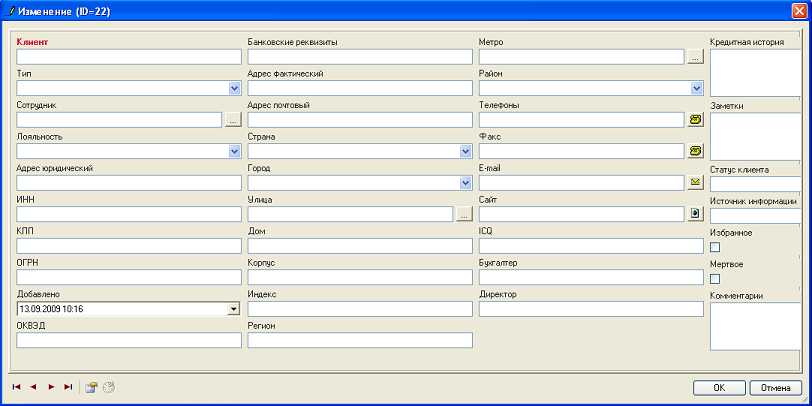 Изменение (ID=22)
Клиент
Банковские реквизиты
Метро
Кредитная история
...
Тип
Адрес фактический
Район
Сотрудник
Адрес почтовый
Телефоны
Заметки
...
Лояльность
Страна
Факс
Адрес юридический
Город
E-mail
Статус клиента
ИНН
Улица
Сайт
Источник информации
...
КПП
Дом
ICQ
Избранное
ОГРН
Корпус
Бухгалтер
Мертвое
Добавлено
Индекс
Директор
Комментарии
13.09.2009 10:16
ОКВЭД
Регион
OK
Отмена